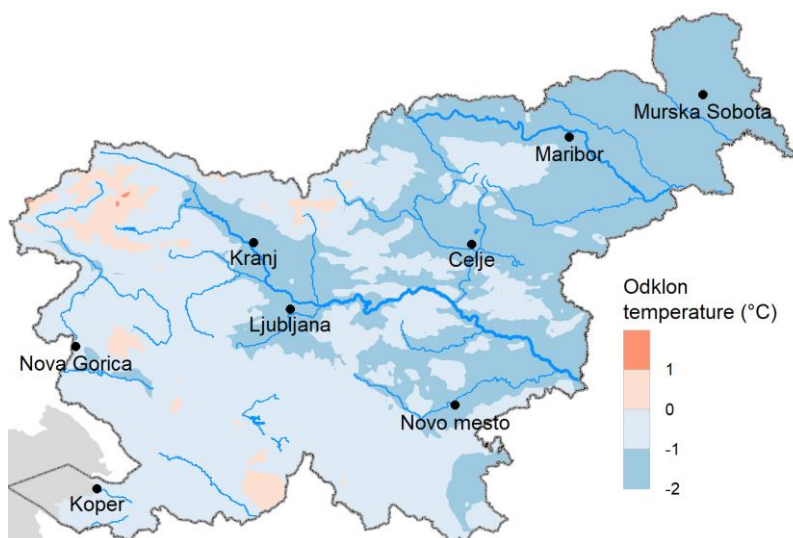 Murska Sobota
Maribor
Kranj
Celje
Ljubljana
Nova Gorica
Novo mesto
Koper
Odklon
temperature (°C)
1
0
-1
-2